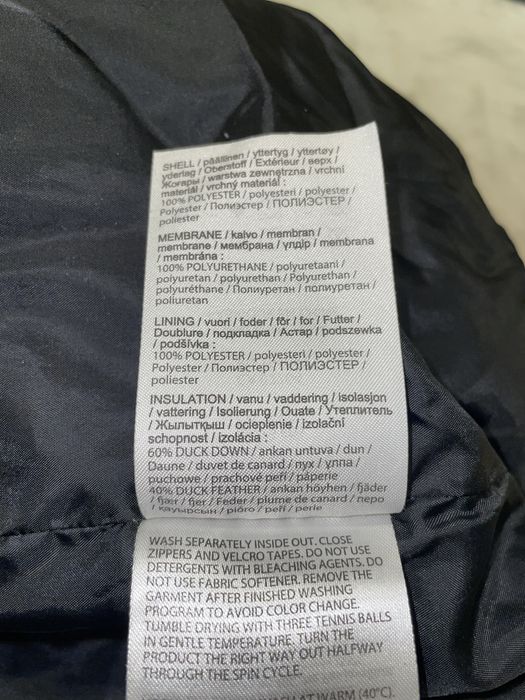 SHELL / päällinen / yttertyg / yttertøy /
yderlag / Oberstoff / Extérieur / верх /
Жоғары / warstwa zewnętrzna / vrchni
materiál / vrchný materiál :
100% POLYESTER / polyesteri / polyester /
Polyester / Полиэстер / ПОЛИЭСТЕР /
poliester
MEMBRANE / kalvo / membran /
membrane / мембрана / үлдір / membrana
/ membrána :
100% POLYURETHANE / polyuretaani /
polyuretan / polyurethan / Polyurethan /
polyuréthane / Полиуретан / полиуретан /
poliuretan
LINING / vuori / foder / fôr / for / Futter /
Doublure / подкладка / Астар / podszewka
/ podšívka :
100% POLYESTER / polyesteri / polyester /
Polyester / Полиэстер / ПОЛИЭСТЕР /
poliester
INSULATION / vanu / vaddering / isolasjon
/ vattering / Isolierung / Ouate / Утеплитель
/ Жылытқыш / ocieplenie / izolační
schopnost / izolácia :
60% DUCK DOWN / ankan untuva / dun /
Daune / duvet de canard / пух / ұлпа /
puchowe / prachové peří / páperie
40% DUCK FEATHER / ankan höyhen / fjäder
/ fjær / fjer / Feder / plume de canard / перо
/ қауырсын / pióro / peří / perie
WASH SEPARATELY INSIDE OUT. CLOSE
ZIPPERS AND VELCRO TAPES. DO NOT USE
DETERGENTS WITH BLEACHING AGENTS. DO
NOT USE FABRIC SOFTENER. REMOVE THE
GARMENT AFTER FINISHED WASHING
PROGRAM TO AVOID COLOR CHANGE.
TUMBLE DRYING WITH THREE TENNIS BALLS
IN GENTLE TEMPERATURE. TURN THE
PRODUCT THE RIGHT WAY OUT HALFWAY
THROUGH THE SPIN CYCLE.
AT WARM (40°C).